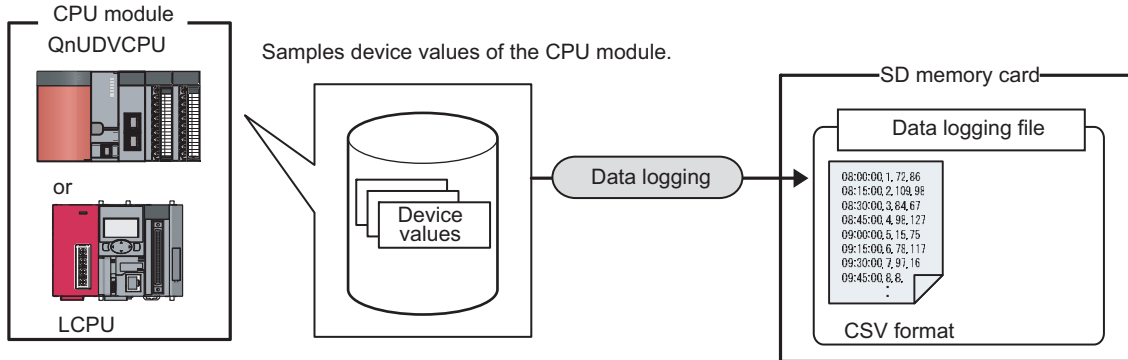 CPU module
QnUDVCPU
or
LCPU
Samples device values of the CPU module.
Device
values
Data logging
SD memory card
Data logging file
08:00:00, 1, 72, 86
08:15:00, 2, 109, 98
08:30:00, 3, 84, 67
08:45:00, 4, 98, 127
09:00:00, 5, 15, 75
09:15:00, 6, 78, 117
09:30:00, 7, 97, 16
09:45:00, 8, 8,
:
CSV format